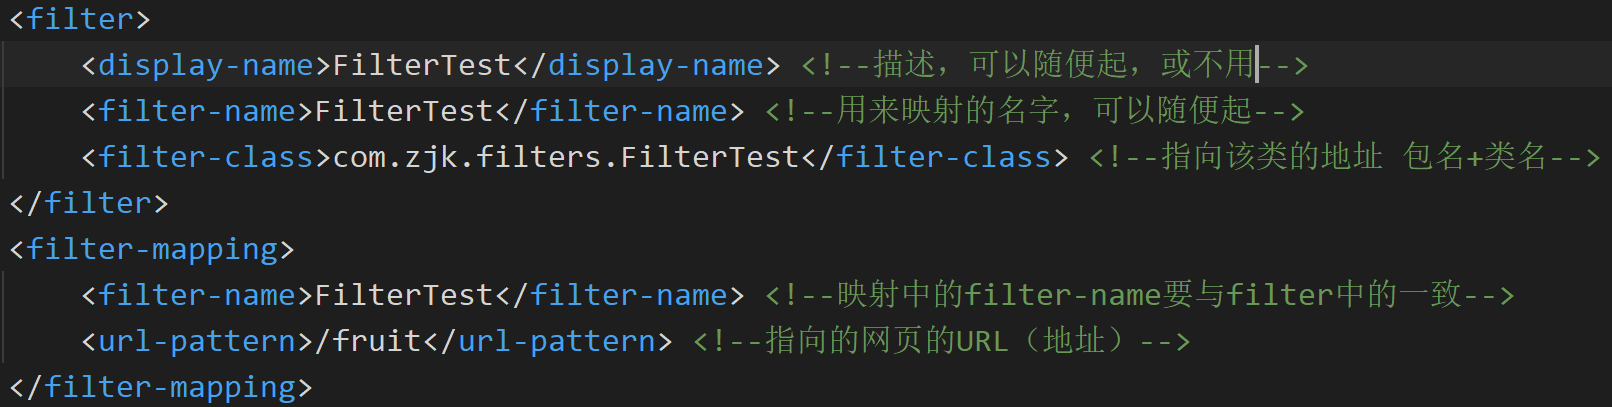 <filter>
<display-name>FilterTest</display-name> <!--描述，可以随便起，或不用-->
<filter-name>FilterTest</filter-name> <!--用来映射的名字，可以随便起-->
<filter-class>com.zjk.filters.FilterTest</filter-class> <!--指向该类的地址 包名+类名-->
</filter>
<filter-mapping>
<filter-name>FilterTest</filter-name> <!--映射中的filter-name要与filter中的一致-->
<url-pattern>/fruit</url-pattern> <!--指向的网页的URL（地址）-->
</filter-mapping>